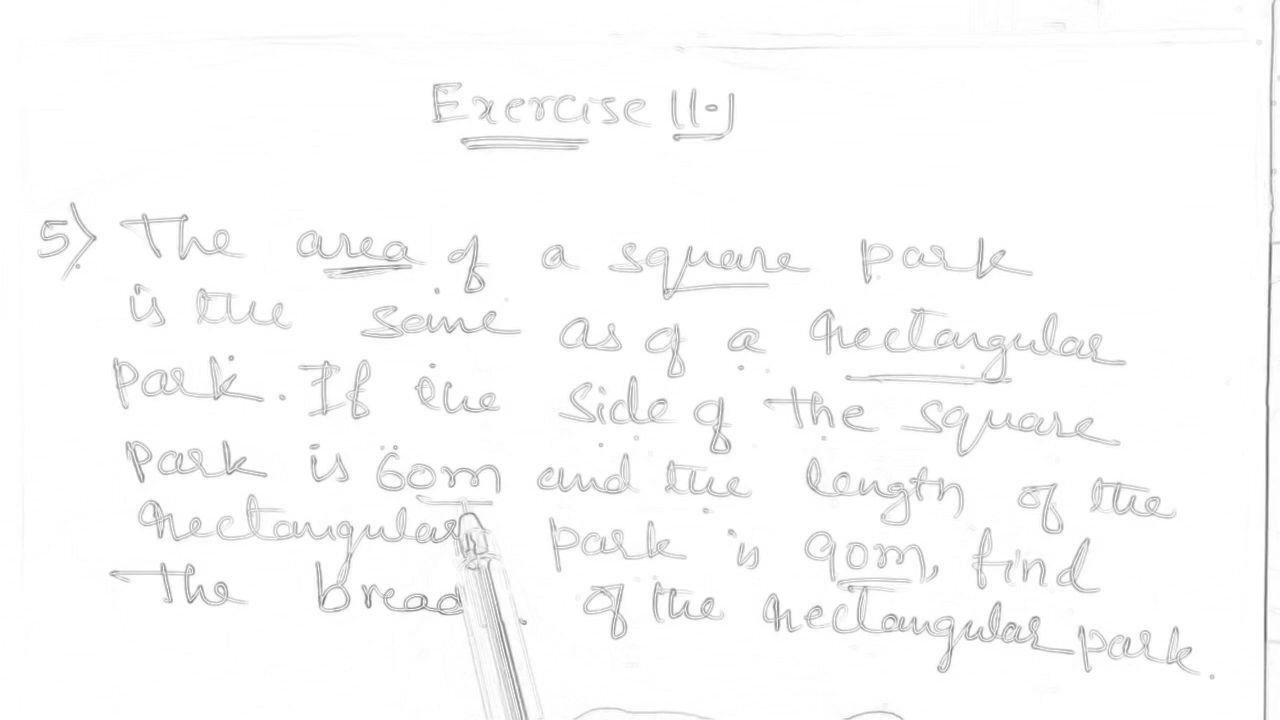 Exercise 11.1
5) The area of a square park
is the same as of a rectangular
park. If the side of the square
park is 60m and the length of the
rectangular park is 90m, find
the bread of the rectangular park.